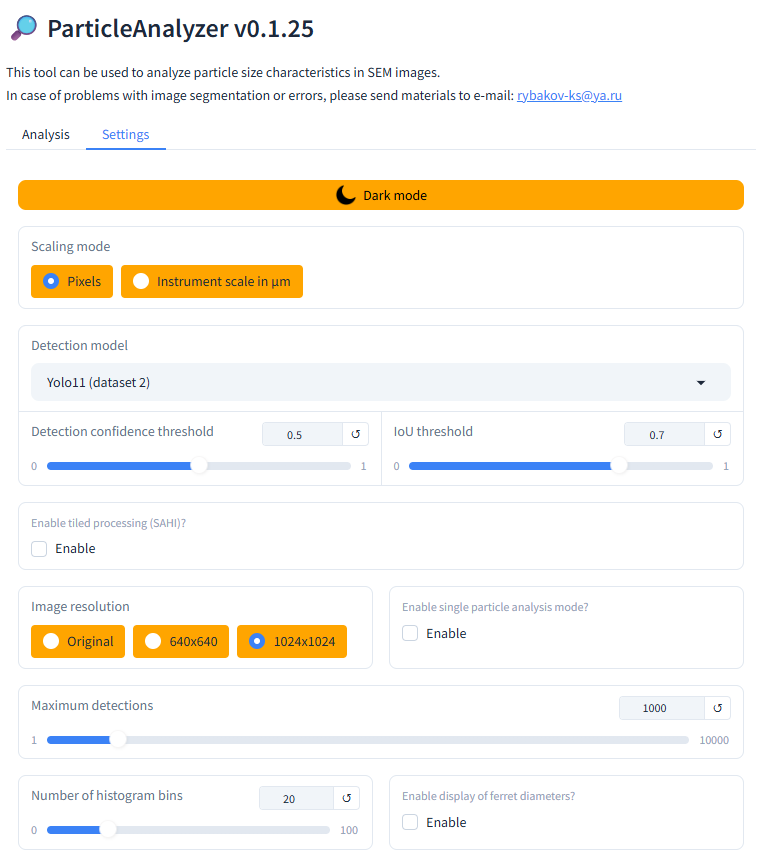 ParticleAnalyzer v0.1.25
This tool can be used to analyze particle size characteristics in SEM images.
In case of problems with image segmentation or errors, please send materials to e-mail: rybakov-ks@ya.ru
Analysis Settings
Dark mode
Scaling mode
Pixels Instrument scale in µm
Detection model
Yolo11 (dataset 2)
Detection confidence threshold 0.5 ↺ IoU threshold 0.7 ↺
0 1 0 1
Enable tiled processing (SAHI)?
Enable
Image resolution Enable single particle analysis mode?
Original 640x640 1024x1024 Enable
Maximum detections 1000 ↺
1 10000
Number of histogram bins 20 ↺ Enable display of ferret diameters?
0 100 Enable